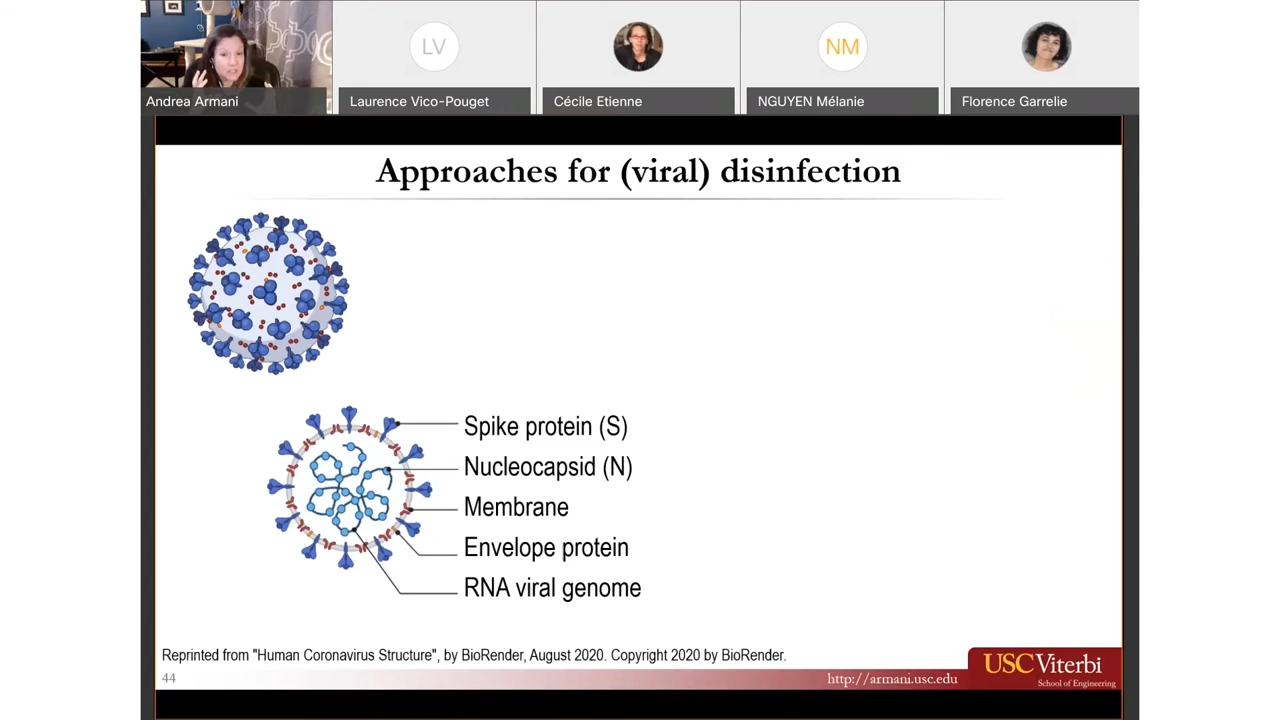 LV
NM
Andrea Armani
Laurence Vico-Pouget
Cécile Etienne
NGUYEN Mélanie
Florence Garrelie
Approaches for (viral) disinfection
Spike protein (S)
Nucleocapsid (N)
Membrane
Envelope protein
RNA viral genome
Reprinted from "Human Coronavirus Structure", by BioRender, August 2020. Copyright 2020 by BioRender.
44
http://armani.usc.edu
USC Viterbi
School of Engineering